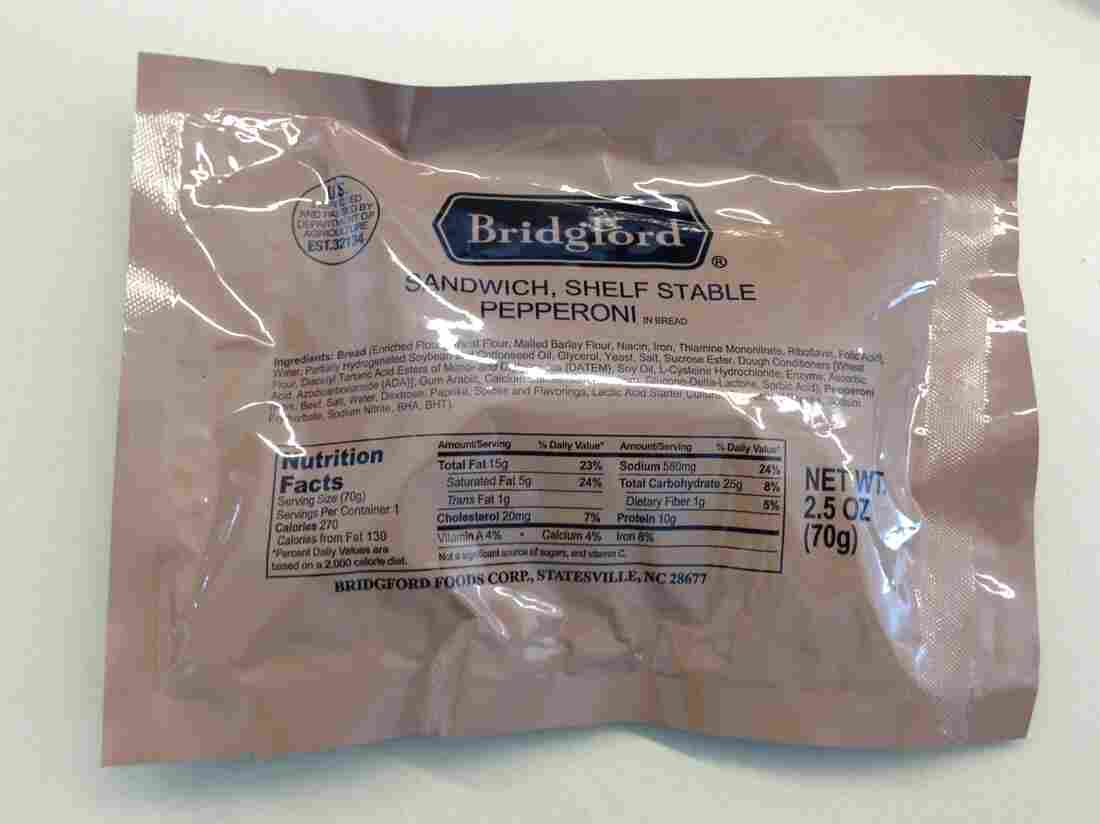 U.S.
AND PASSED BY
DEPARTMENT OF
AGRICULTURE
EST.32134
Bridgford
®
SANDWICH, SHELF STABLE
PEPPERONI IN BREAD
Ingredients: Bread (Enriched Flour Wheat Flour, Malted Barley Flour, Niacin, Iron, Thiamine Mononitrate, Riboflavin, Folic Acid),
Water, Partially Hydrogenated Soybean Cottonseed Oil, Glycerol, Yeast, Salt, Sucrose Ester, Dough Conditioners [Wheat
Flour, Diacetyl Tartaric Acid Esters of Mono- and (DATEM), Soy Oil, L-Cysteine Hydrochloride, Enzyme, Ascorbic
Acid, Azodicarbonamide (ADA)], Gum Arabic, Calcium -Delta-Lactone, Sorbic Acid), Pepperoni
Beef, Salt, Water, Dextrose, Paprika, Spices and Flavorings, Lactic Acid Starter Sodium
Sodium Nitrite, BHA, BHT).
Nutrition
Facts
Serving Size (70g)
Servings Per Container 1
Calories 270
Calories from Fat 130
*Percent Daily Values are
based on a 2,000 calorie diet.
Amount/Serving % Daily Value* Amount/Serving % Daily Value*
Total Fat 15g 23% Sodium 580mg 24%
Saturated Fat 5g 24% Total Carbohydrate 25g 8%
Trans Fat 1g Dietary Fiber 1g 5%
Cholesterol 20mg 7% Protein 10g
Vitamin A 4% • Calcium 4% Iron 8%
Not a significant source of sugars, and vitamin C.
NET WT.
2.5 OZ
(70g)
BRIDGFORD FOODS CORP., STATESVILLE, NC 28677